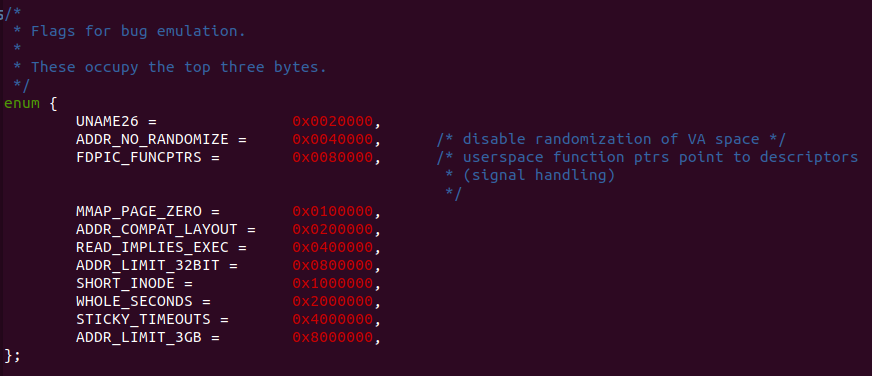 /*
 * Flags for bug emulation.
 *
 * These occupy the top three bytes.
 */
enum {
        UNAME26 =               0x0020000,
        ADDR_NO_RANDOMIZE =     0x0040000,      /* disable randomization of VA space */
        FDPIC_FUNCPTRS =        0x0080000,      /* userspace function ptrs point to descriptors
                                                 * (signal handling)
                                                 */
        MMAP_PAGE_ZERO =        0x0100000,
        ADDR_COMPAT_LAYOUT =    0x0200000,
        READ_IMPLIES_EXEC =     0x0400000,
        ADDR_LIMIT_32BIT =      0x0800000,
        SHORT_INODE =           0x1000000,
        WHOLE_SECONDS =         0x2000000,
        STICKY_TIMEOUTS =       0x4000000,
        ADDR_LIMIT_3GB =        0x8000000,
};